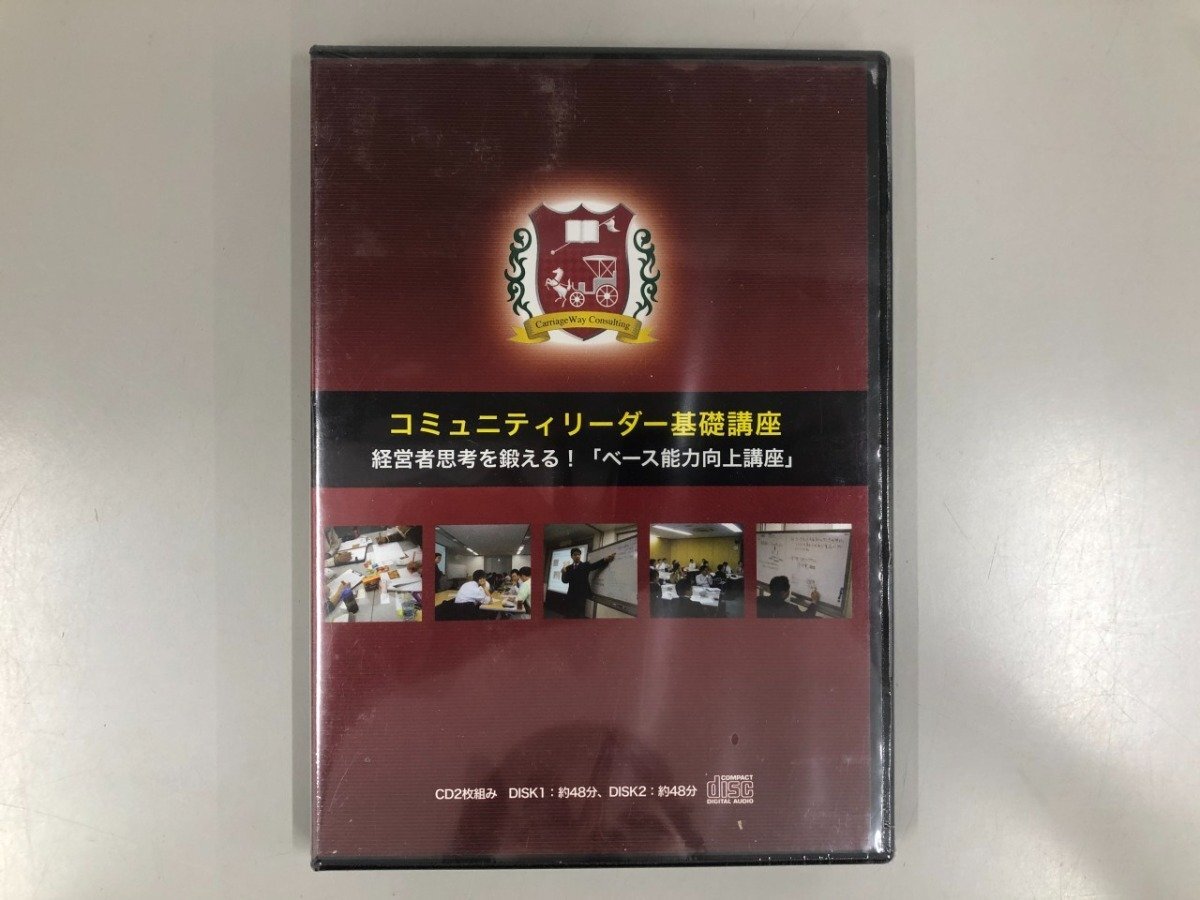 CarriageWay Consulting
コミュニティリーダー基礎講座
経営者思考を鍛える！「ベース能力向上講座」
CD2枚組み DISK1：約48分、DISK2：約48分
COMPACT
disc
DIGITAL AUDIO